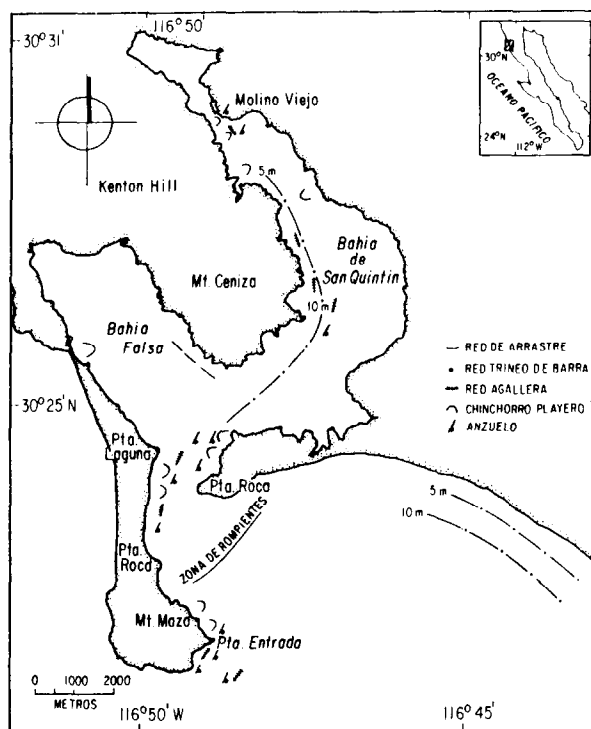 116°50'
30°31'
30°N
OCEANO PACIFICO
24°N
112°W
Molino Viejo
5 m
Kenton Hill
Bahía
de
San Quintín
Mt. Ceniza
10 m
Bahía
Falsa
RED DE ARRASTRE
RED TRINEO DE BARRA
RED AGALLERA
CHINCHORRO PLAYERO
ANZUELO
30°25'N
Pta.
Laguna
Pta. Roca
5 m
10 m
ZONA DE ROMPIENTES
Pta.
Roca
Mt. Mazo
Pta. Entrada
0 1000 2000
METROS
116°50'W
116°45'